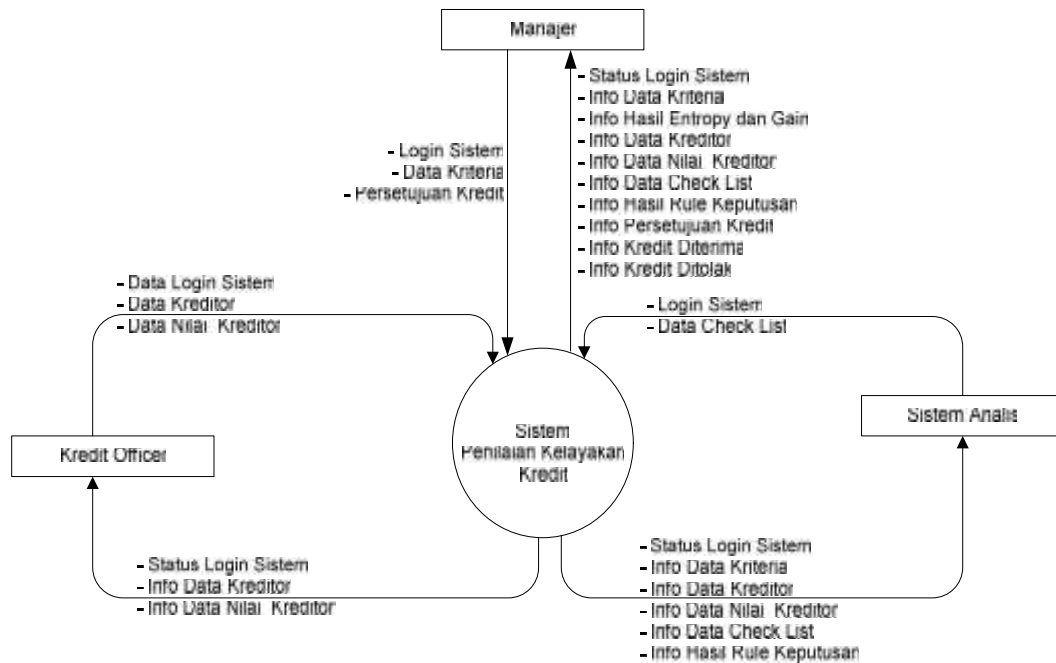 Manajer
- Status Login Sistem
- Info Data Kriteria
- Info Hasil Entropy dan Gain
- Info Data Kreditor
- Info Data Nilai Kreditor
- Info Data Check List
- Info Hasil Rule Keputusan
- Info Persetujuan Kredit
- Info Kredit Diterima
- Info Kredit Ditolak
- Login Sistem
- Data Kriteria
- Persetujuan Kredit
- Data Login Sistem
- Data Kreditor
- Data Nilai Kreditor
- Login Sistem
- Data Check List
Kredit Officer
Sistem
Penilaian Kelayakan
Kredit
Sistem Analis
- Status Login Sistem
- Info Data Kreditor
- Info Data Nilai Kreditor
- Status Login Sistem
- Info Data Kriteria
- Info Data Kreditor
- Info Data Nilai Kreditor
- Info Data Check List
- Info Hasil Rule Keputusan